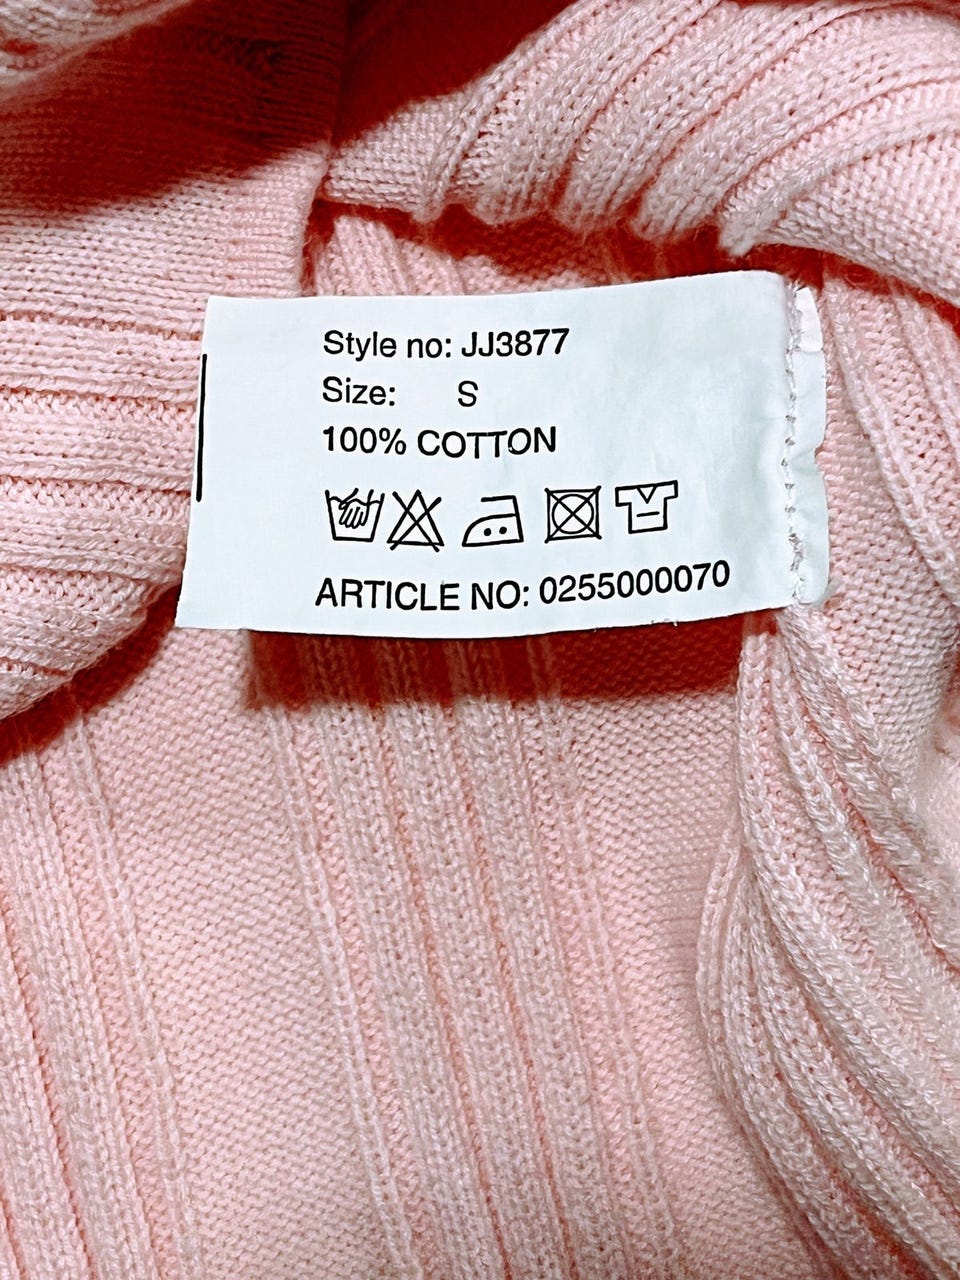 Style no: JJ3877
Size: S
100% COTTON
ARTICLE NO: 0255000070